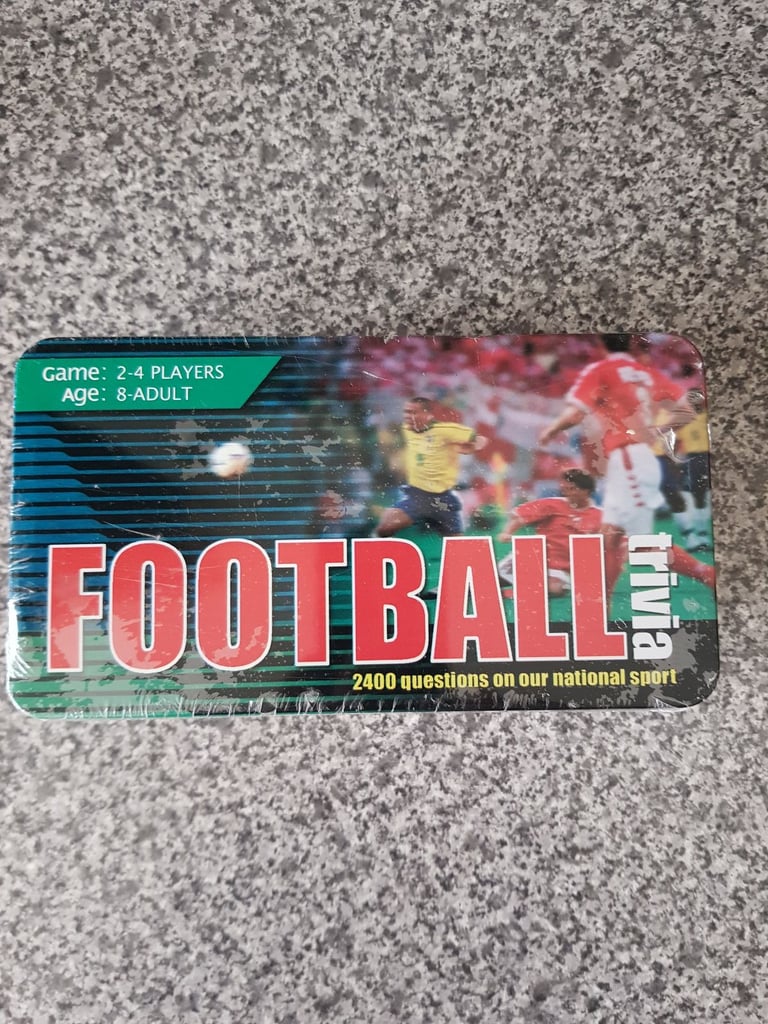 Game: 2-4 PLAYERS
Age: 8-ADULT
FOOTBALL
trivia
2400 questions on our national sport